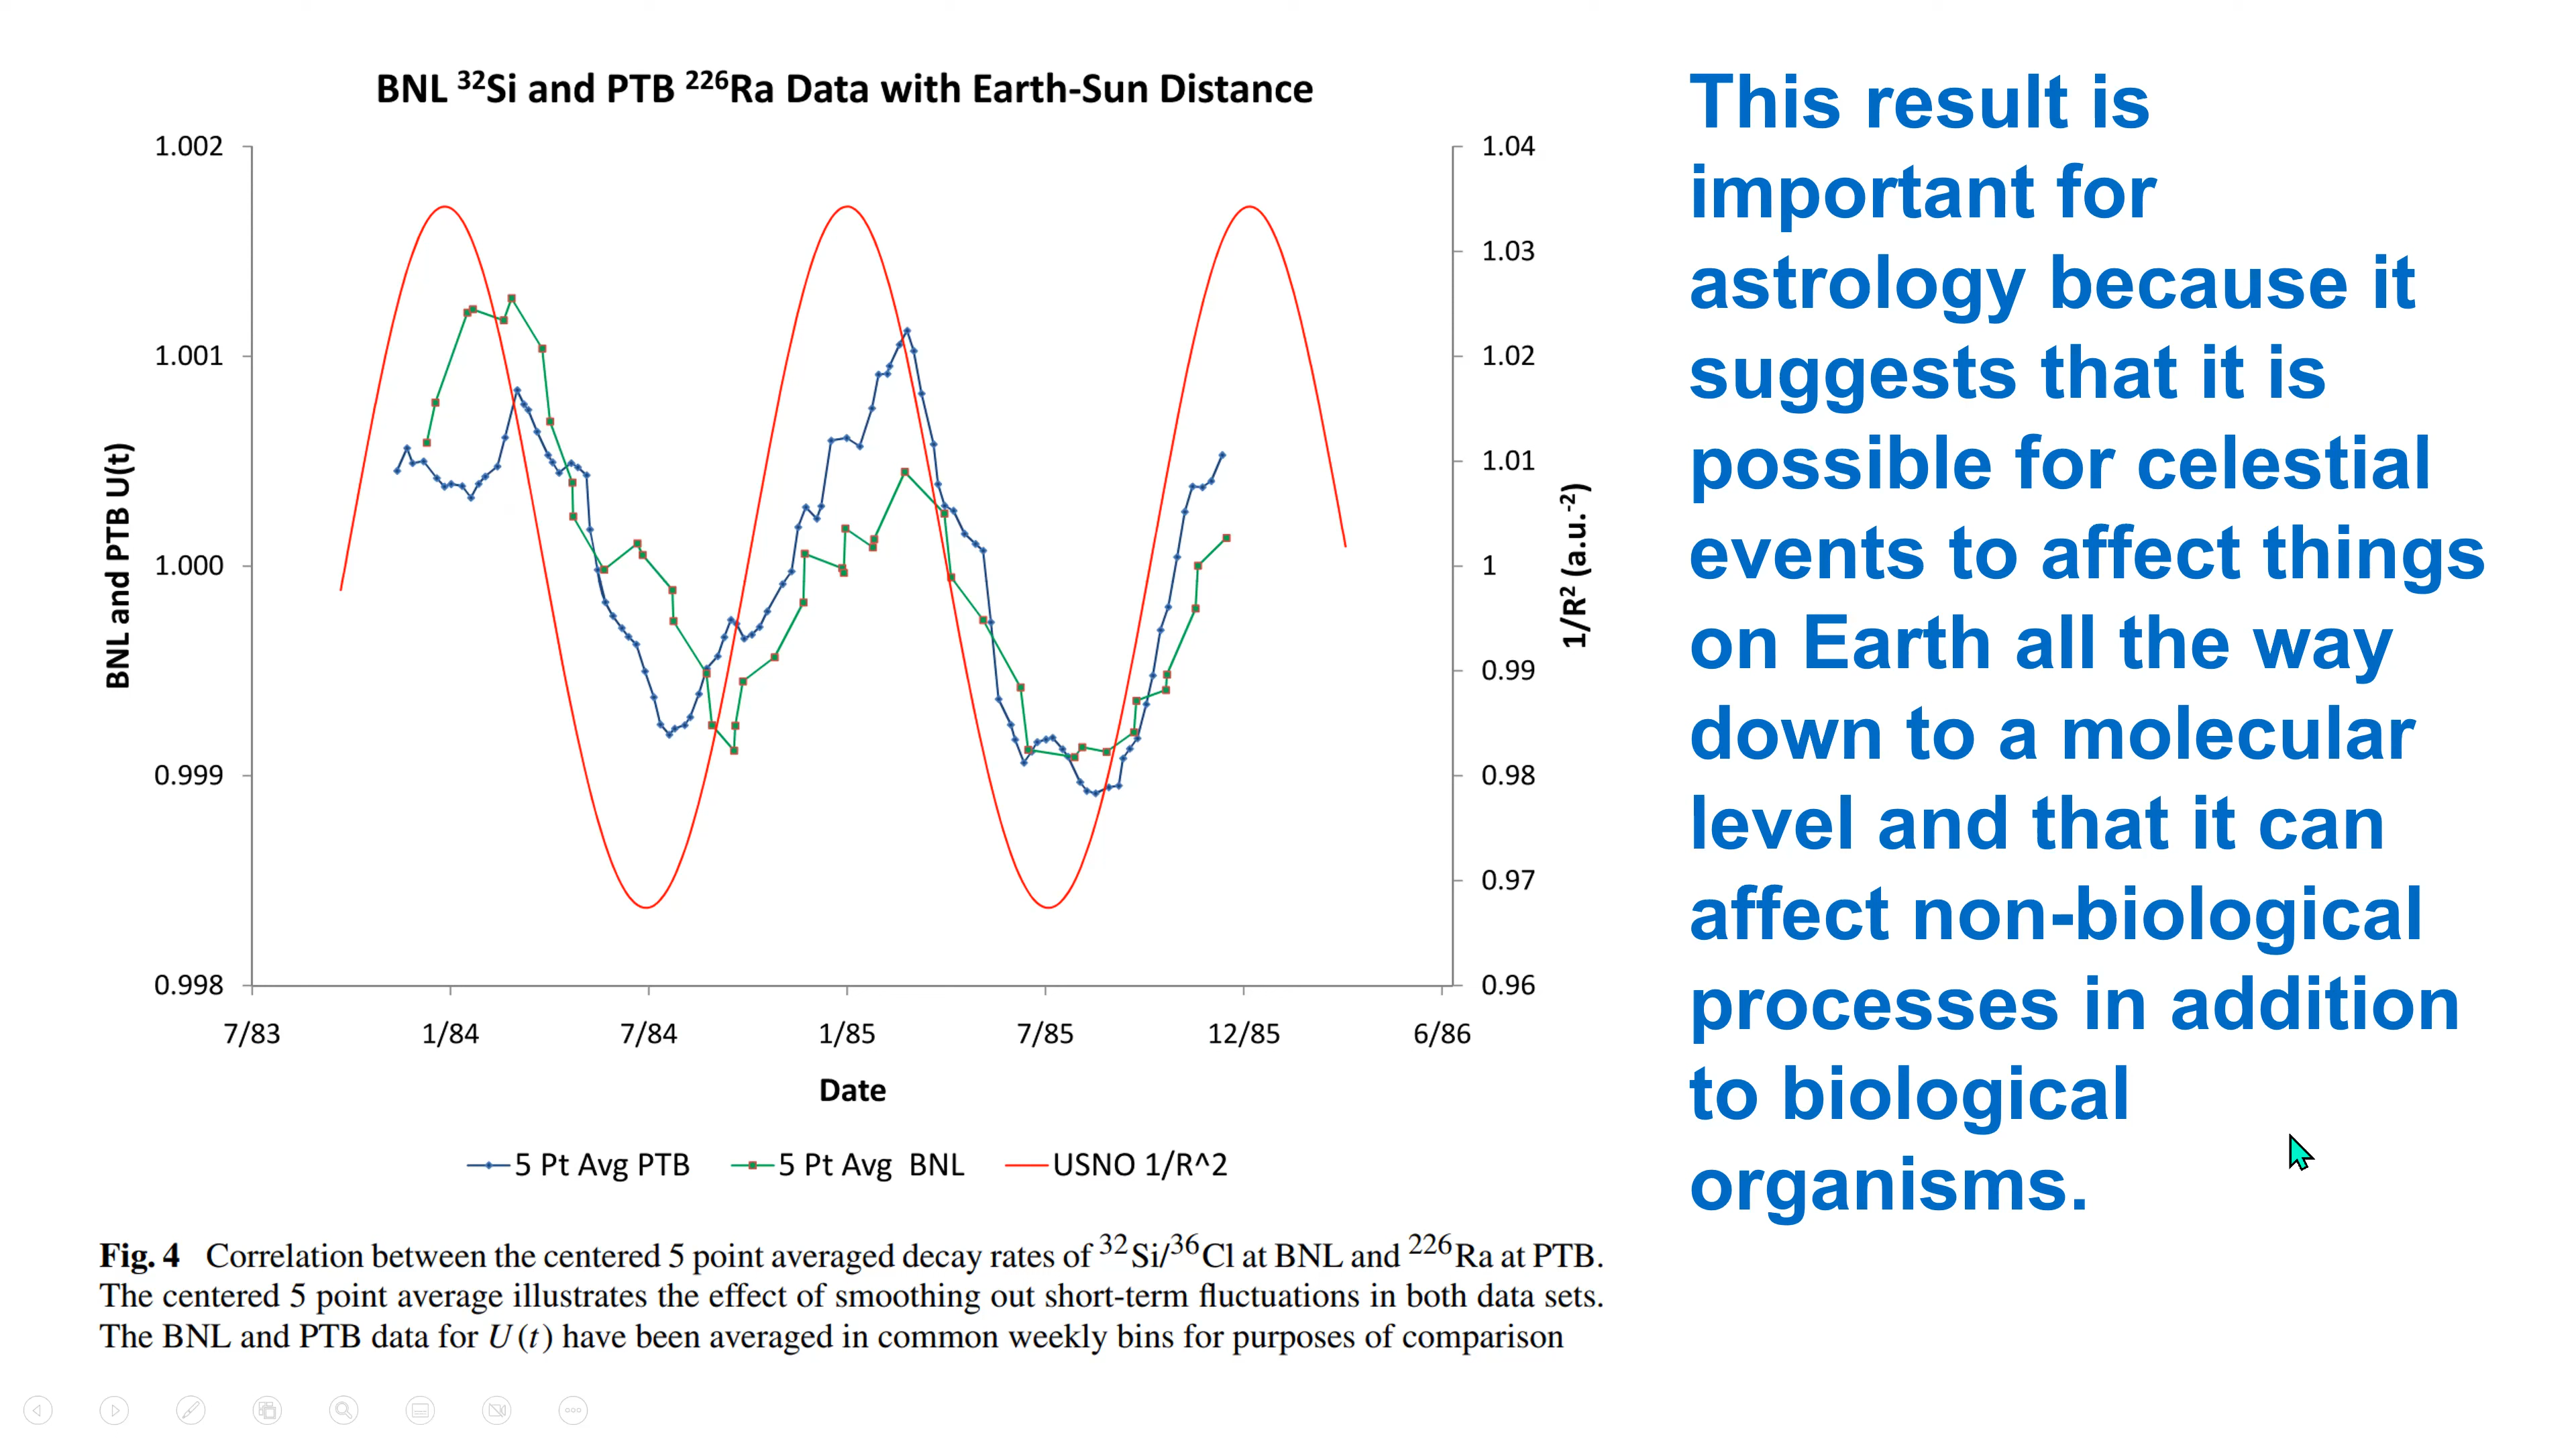 BNL ³²Si and PTB ²²⁶Ra Data with Earth-Sun Distance
1.002
1.001
1.000
0.999
0.998
BNL and PTB U(t)
1.04
1.03
1.02
1.01
1
0.99
0.98
0.97
0.96
1/R² (a.u.⁻²)
7/83
1/84
7/84
1/85
7/85
12/85
6/86
Date
5 Pt Avg PTB
5 Pt Avg BNL
USNO 1/R^2
Fig. 4 Correlation between the centered 5 point averaged decay rates of ³²Si/³⁶Cl at BNL and ²²⁶Ra at PTB.
The centered 5 point average illustrates the effect of smoothing out short-term fluctuations in both data sets.
The BNL and PTB data for U(t) have been averaged in common weekly bins for purposes of comparison
This result is
important for
astrology because it
suggests that it is
possible for celestial
events to affect things
on Earth all the way
down to a molecular
level and that it can
affect non-biological
processes in addition
to biological
organisms.